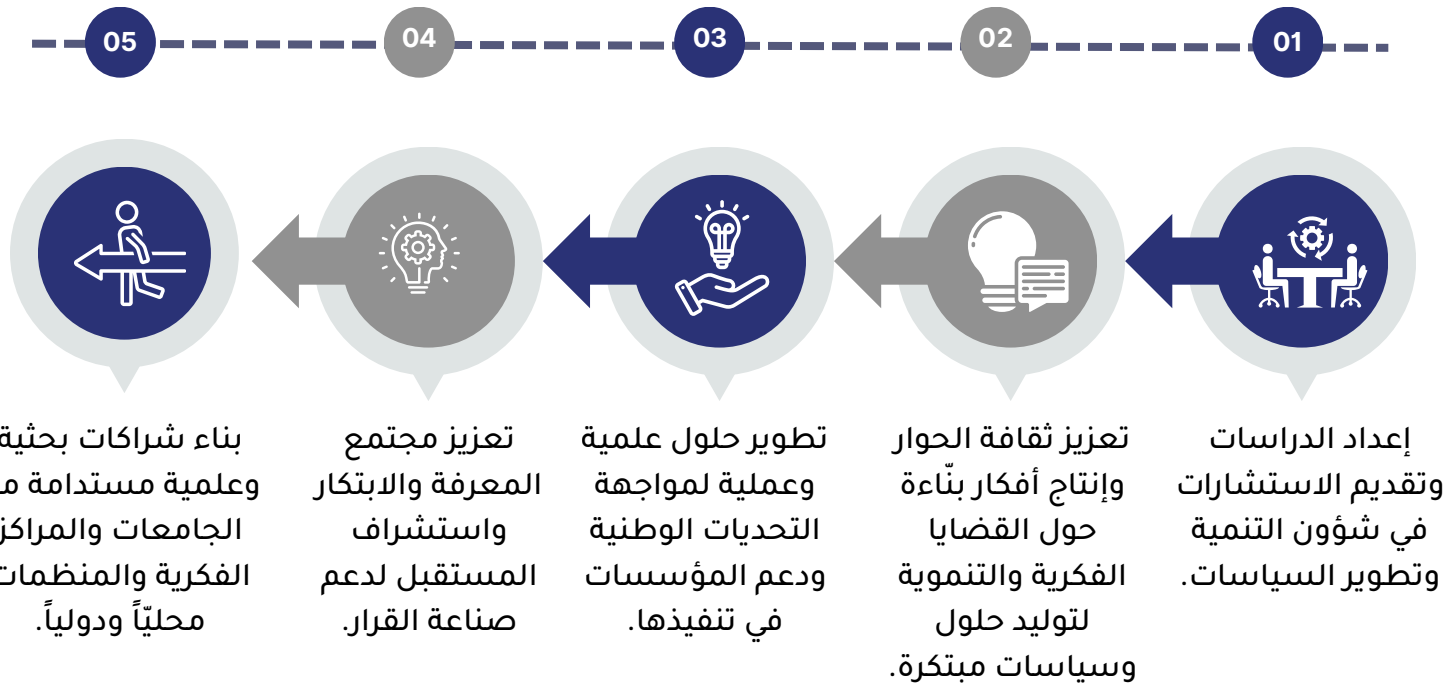 01
إعداد الدراسات
وتقديم الاستشارات
في شؤون التنمية
وتطوير السياسات.
02
تعزيز ثقافة الحوار
وإنتاج أفكار بنّاءة
حول القضايا
الفكرية والتنموية
لتوليد حلول
وسياسات مبتكرة.
03
تطوير حلول علمية
وعملية لمواجهة
التحديات الوطنية
ودعم المؤسسات
في تنفيذها.
04
تعزيز مجتمع
المعرفة والابتكار
واستشراف
المستقبل لدعم
صناعة القرار.
05
بناء شراكات بحثية
وعلمية مستدامة
الجامعات والمراكز
الفكرية والمنظمات
محليّاً ودولياً.